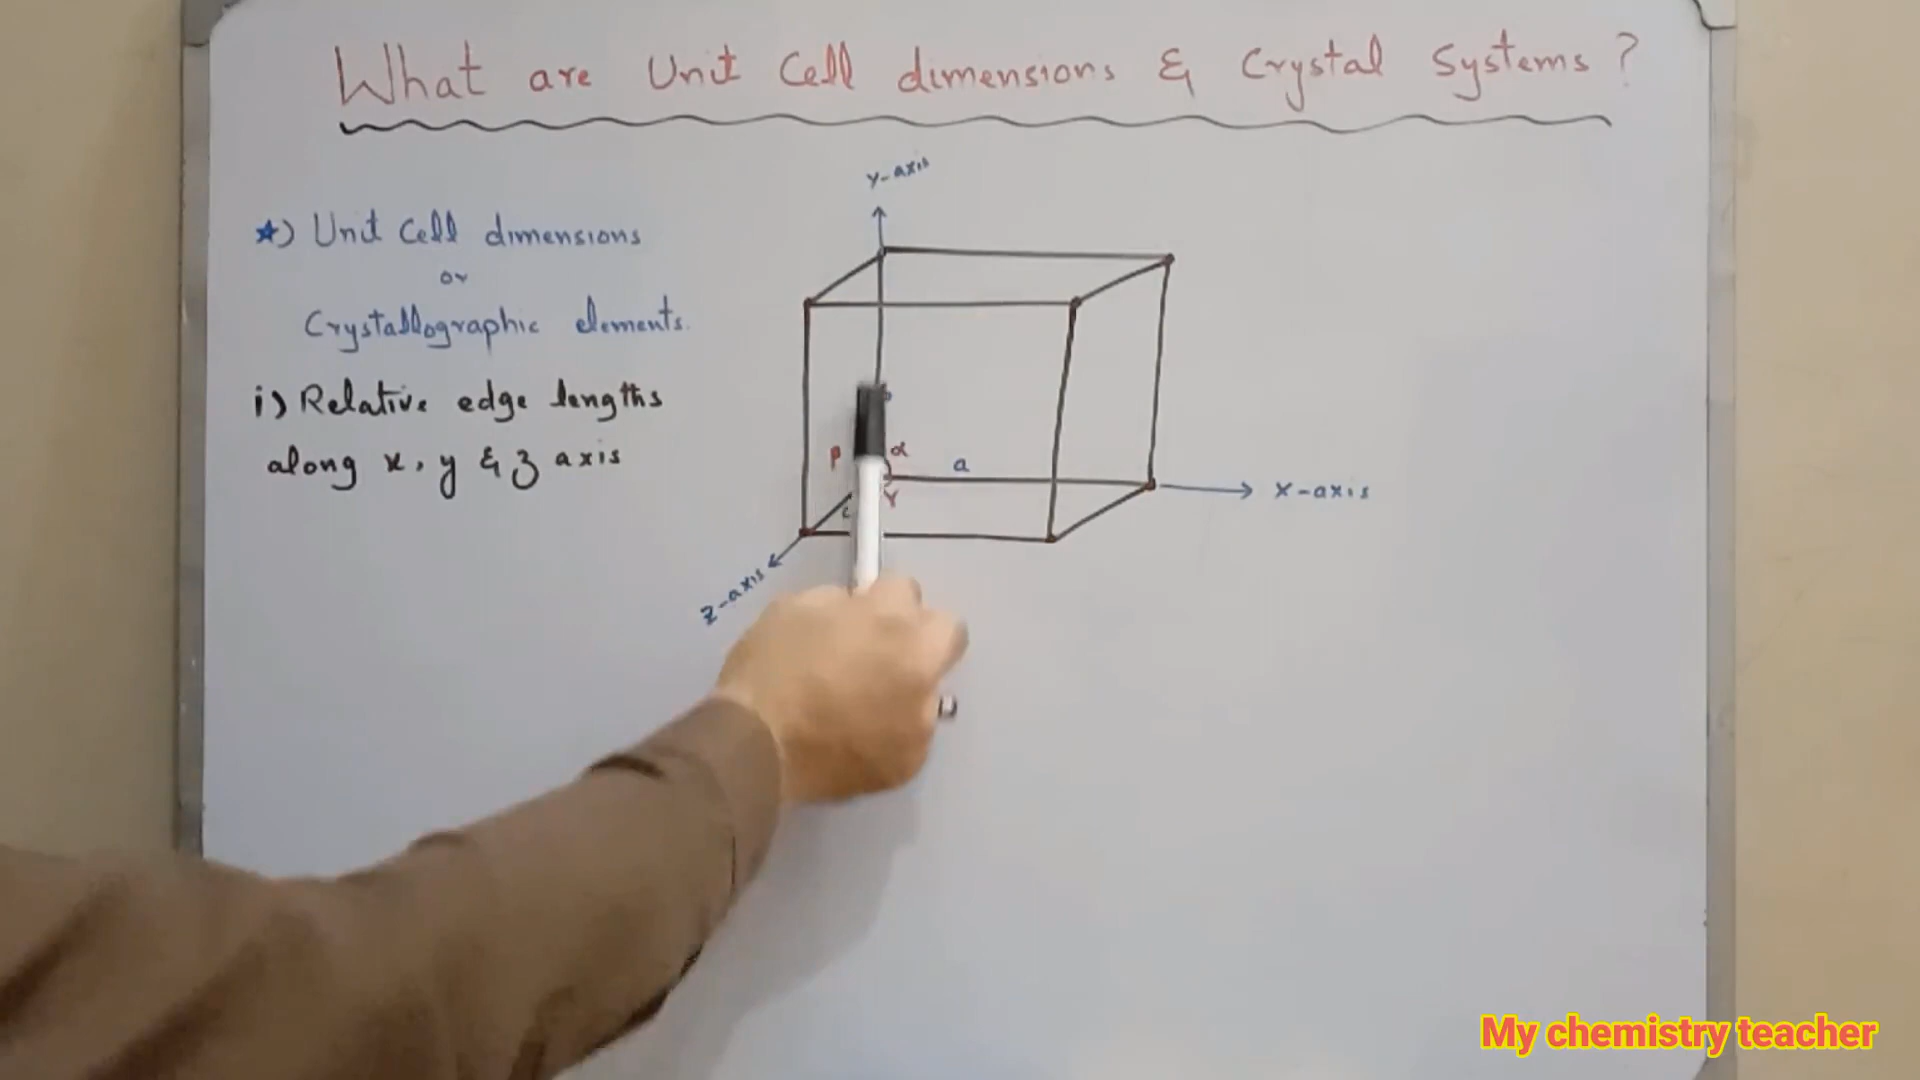 What are Unit Cell dimensions & Crystal Systems ?
*) Unit Cell dimensions
or
Crystallographic elements.
i) Relative edge lengths
along x, y & z axis
y-axis
β
α
a
γ
c
x-axis
z-axis
My chemistry teacher